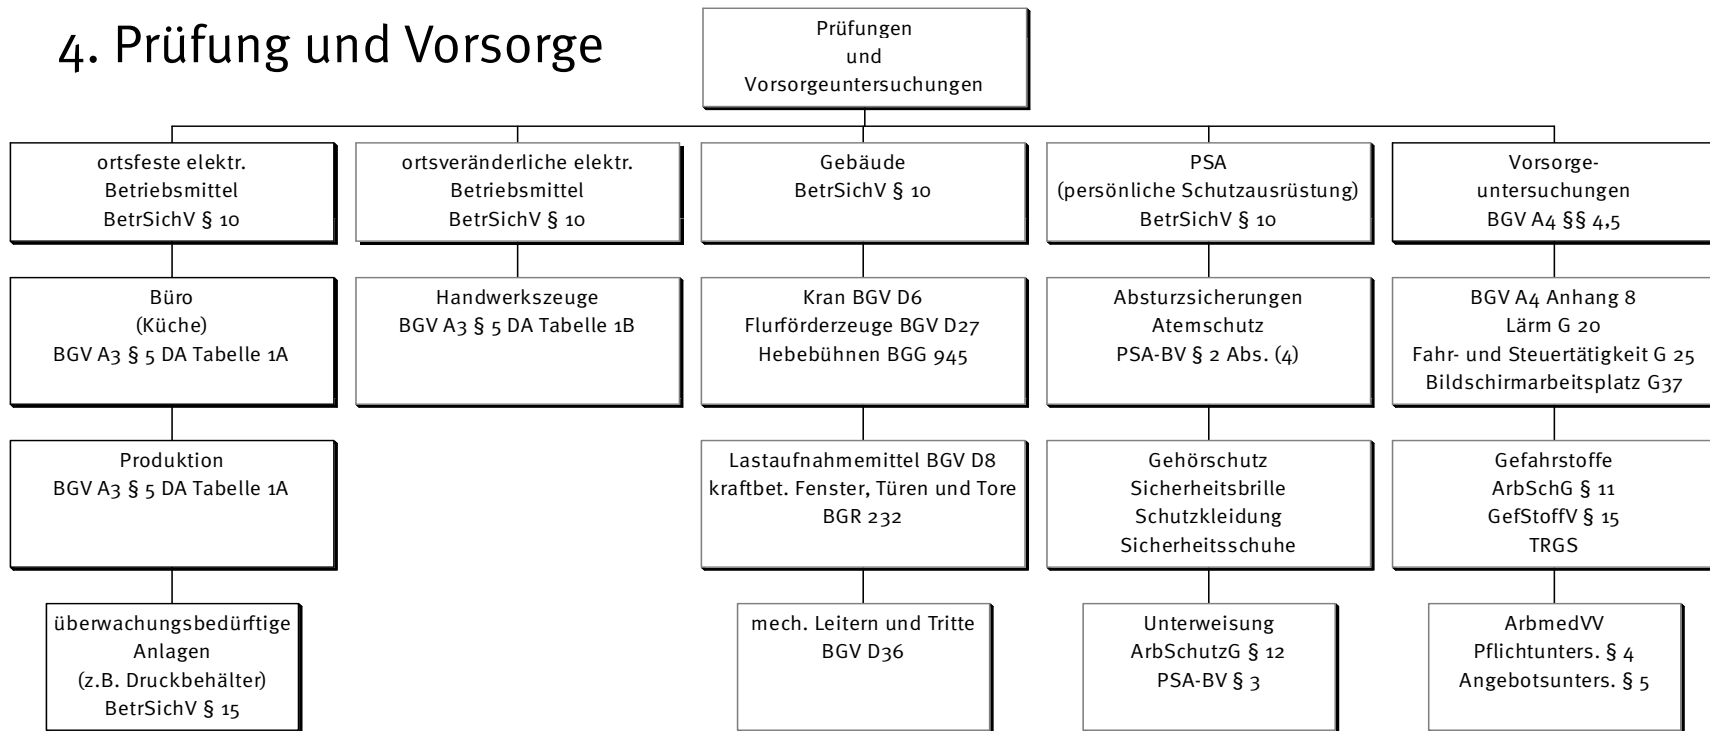 4. Prüfung und Vorsorge
Prüfungen
und
Vorsorgeuntersuchungen
ortsfeste elektr.
Betriebsmittel
BetrSichV § 10
ortsveränderliche elektr.
Betriebsmittel
BetrSichV § 10
Gebäude
BetrSichV § 10
PSA
(persönliche Schutzausrüstung)
BetrSichV § 10
Vorsorge-
untersuchungen
BGV A4 §§ 4,5
Büro
(Küche)
BGV A3 § 5 DA Tabelle 1A
Handwerkszeuge
BGV A3 § 5 DA Tabelle 1B
Kran BGV D6
Flurförderzeuge BGV D27
Hebebühnen BGG 945
Absturzsicherungen
Atemschutz
PSA-BV § 2 Abs. (4)
BGV A4 Anhang 8
Lärm G 20
Fahr- und Steuertätigkeit G 25
Bildschirmarbeitsplatz G37
Produktion
BGV A3 § 5 DA Tabelle 1A
Lastaufnahmemittel BGV D8
kraftbet. Fenster, Türen und Tore
BGR 232
Gehörschutz
Sicherheitsbrille
Schutzkleidung
Sicherheitsschuhe
Gefahrstoffe
ArbSchG § 11
GefStoffV § 15
TRGS
überwachungsbedürftige
Anlagen
(z.B. Druckbehälter)
BetrSichV § 15
mech. Leitern und Tritte
BGV D36
Unterweisung
ArbSchutzG § 12
PSA-BV § 3
ArbmedVV
Pflichtunters. § 4
Angebotsunters. § 5